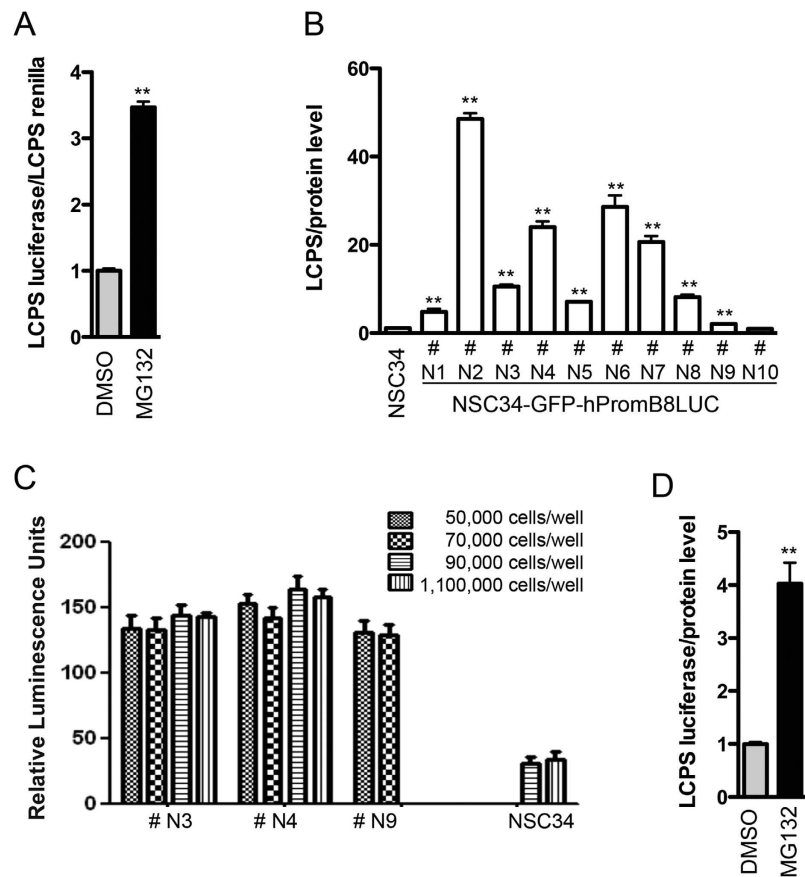 A
LCPS luciferase/LCPS renilla
4
3
2
1
0
**
DMSO
MG132
B
LCPS/protein level
60
40
20
0
** ** ** ** ** ** ** ** **
# # # # # # # # # #
NSC34 N1 N2 N3 N4 N5 N6 N7 N8 N9 N10
NSC34-GFP-hPromB8LUC
C
Relative Luminescence Units
200
150
100
50
0
50,000 cells/well
70,000 cells/well
90,000 cells/well
1,100,000 cells/well
# N3 # N4 # N9 NSC34
D
LCPS luciferase/protein level
5
4
3
2
1
0
**
DMSO
MG132